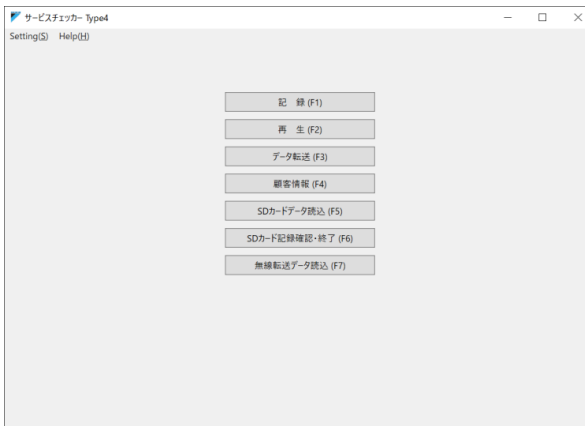 サービスチェッカー Type4
Setting(S) Help(H)
記　録 (F1)
再　生 (F2)
データ転送 (F3)
顧客情報 (F4)
SDカードデータ読込 (F5)
SDカード記録確認・終了 (F6)
無線転送データ読込 (F7)